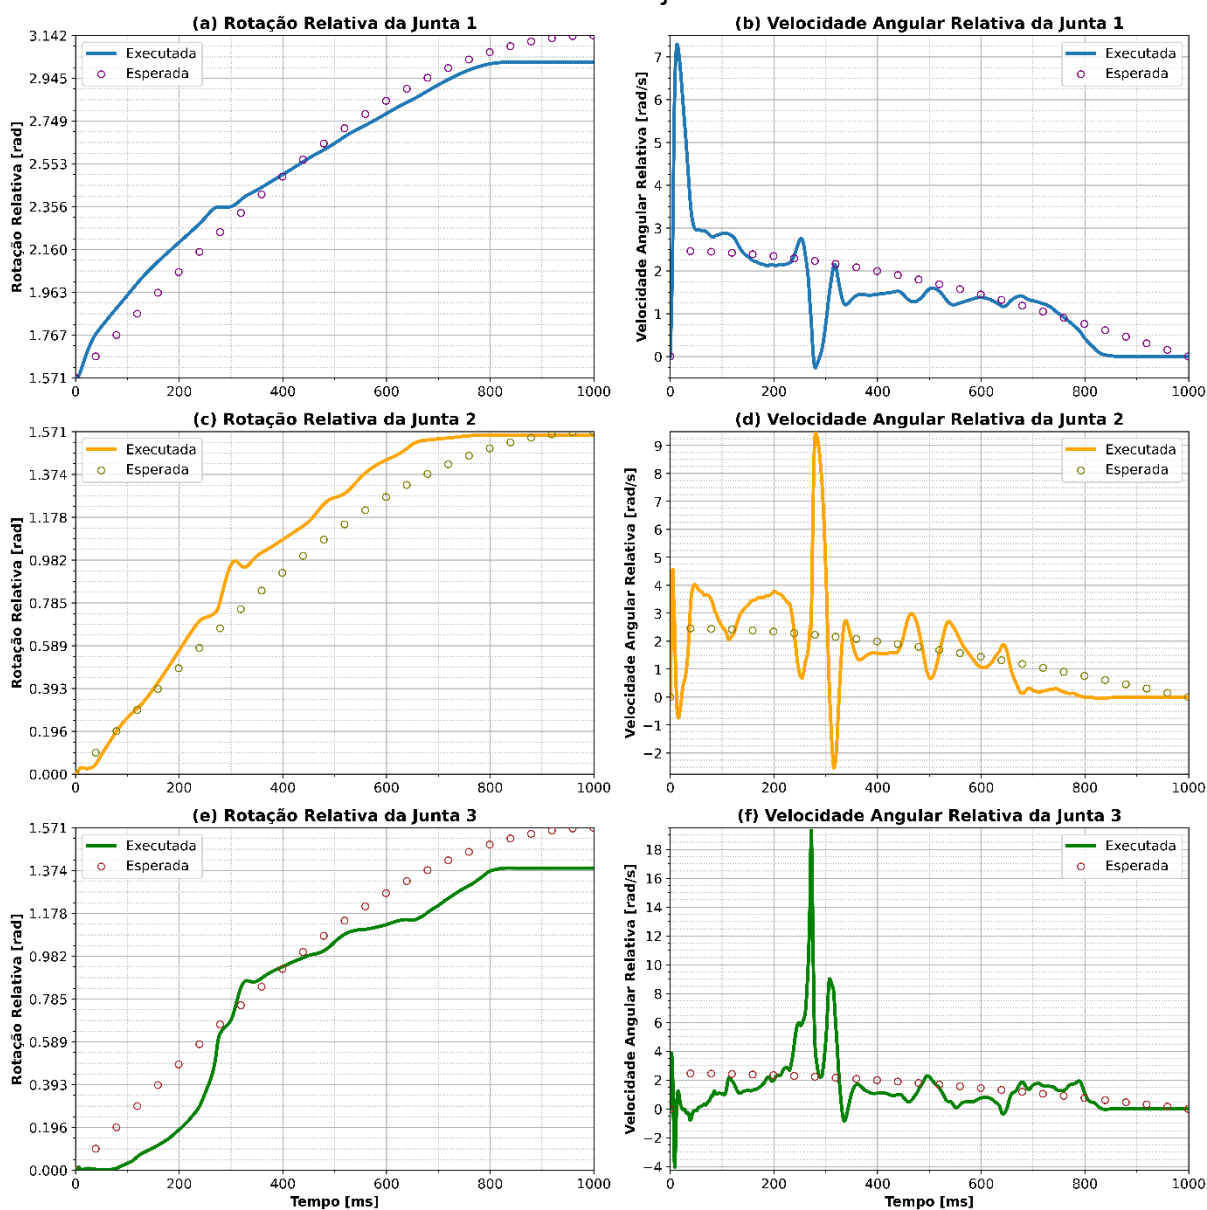 (a) Rotação Relativa da Junta 1
Rotação Relativa [rad]
3.142
2.945
2.749
2.553
2.356
2.160
1.963
1.767
1.571
Executada
Esperada
0 200 400 600 800 1000
(b) Velocidade Angular Relativa da Junta 1
Velocidade Angular Relativa [rad/s]
7
6
5
4
3
2
1
0
Executada
Esperada
0 200 400 600 800 1000
(c) Rotação Relativa da Junta 2
Rotação Relativa [rad]
1.571
1.374
1.178
0.982
0.785
0.589
0.393
0.196
0.000
Executada
Esperada
0 200 400 600 800 1000
(d) Velocidade Angular Relativa da Junta 2
Velocidade Angular Relativa [rad/s]
9
8
7
6
5
4
3
2
1
0
−1
−2
Executada
Esperada
0 200 400 600 800 1000
(e) Rotação Relativa da Junta 3
Rotação Relativa [rad]
1.571
1.374
1.178
0.982
0.785
0.589
0.393
0.196
0.000
Executada
Esperada
0 200 400 600 800 1000
Tempo [ms]
(f) Velocidade Angular Relativa da Junta 3
Velocidade Angular Relativa [rad/s]
18
16
14
12
10
8
6
4
2
0
−2
−4
Executada
Esperada
0 200 400 600 800 1000
Tempo [ms]